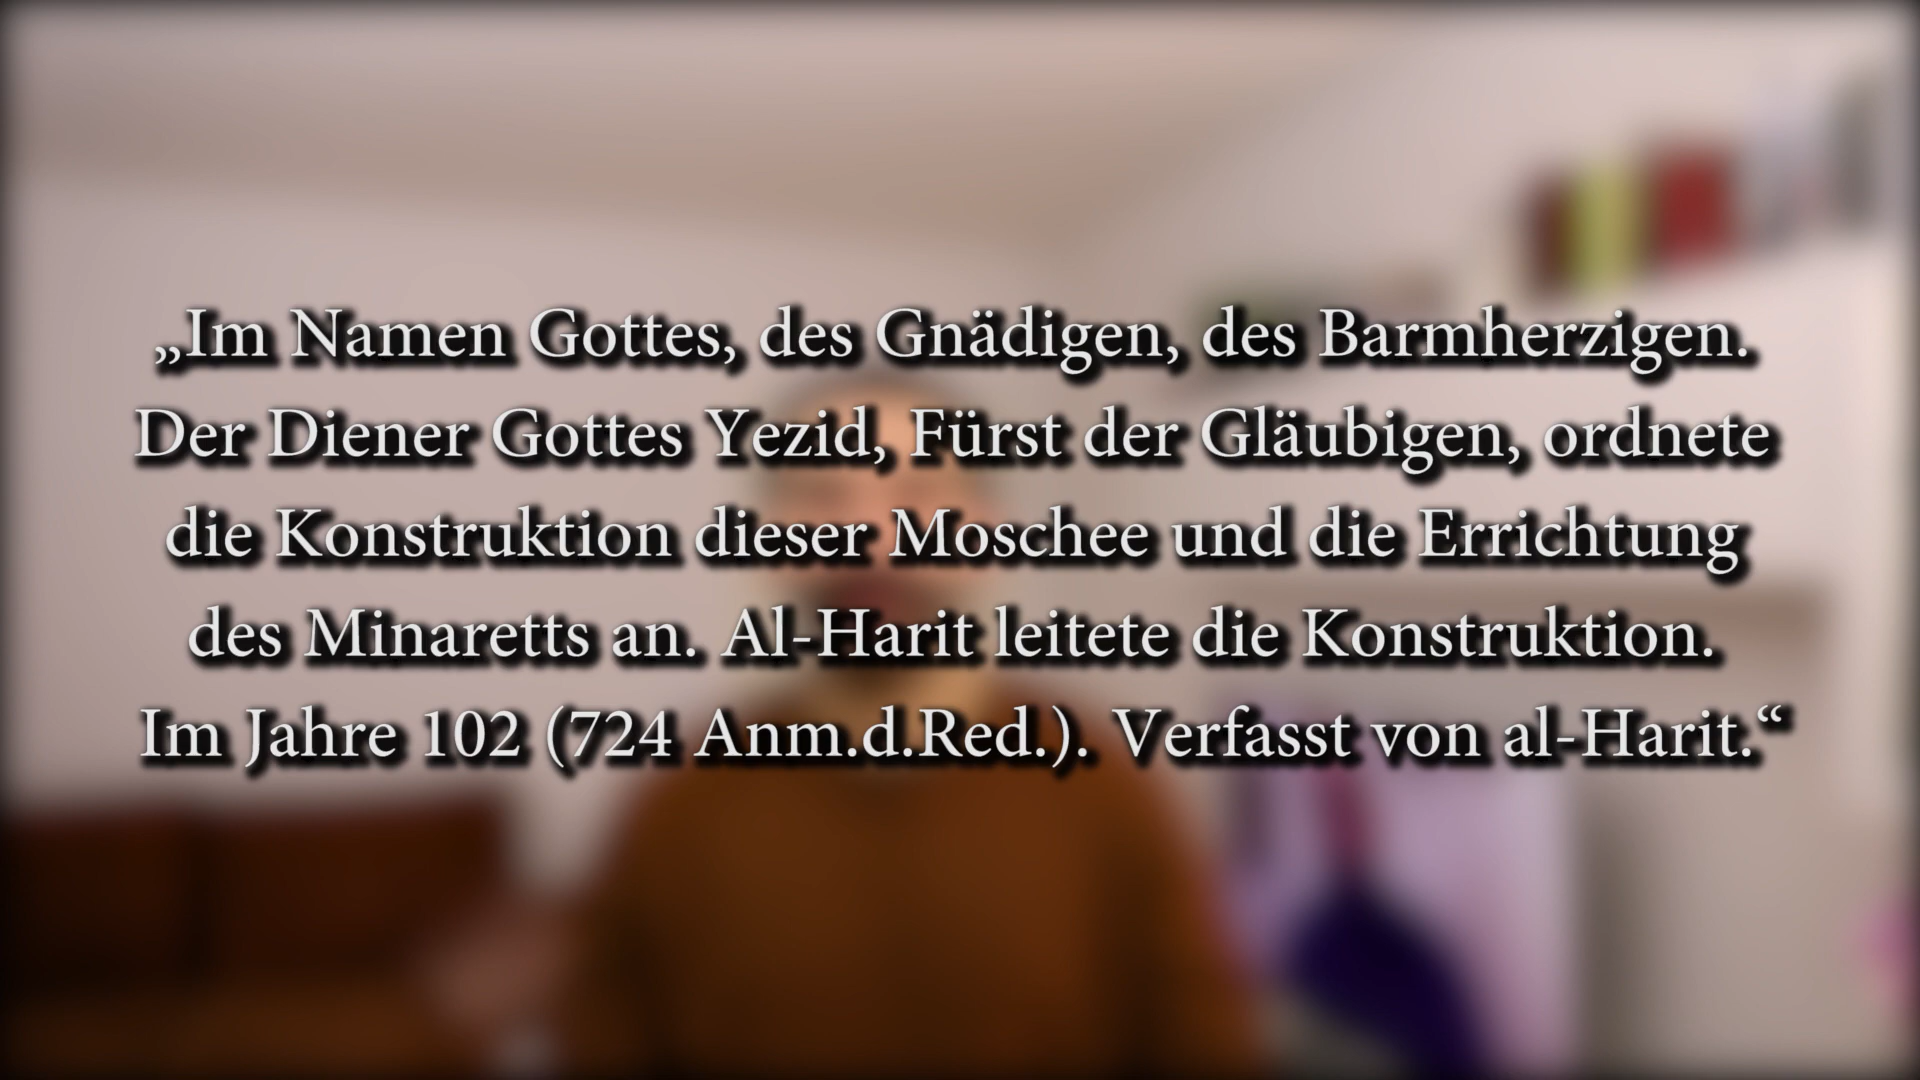 „Im Namen Gottes, des Gnädigen, des Barmherzigen.
Der Diener Gottes Yezid, Fürst der Gläubigen, ordnete
die Konstruktion dieser Moschee und die Errichtung
des Minaretts an. Al-Harit leitete die Konstruktion.
Im Jahre 102 (724 Anm.d.Red.). Verfasst von al-Harit.“